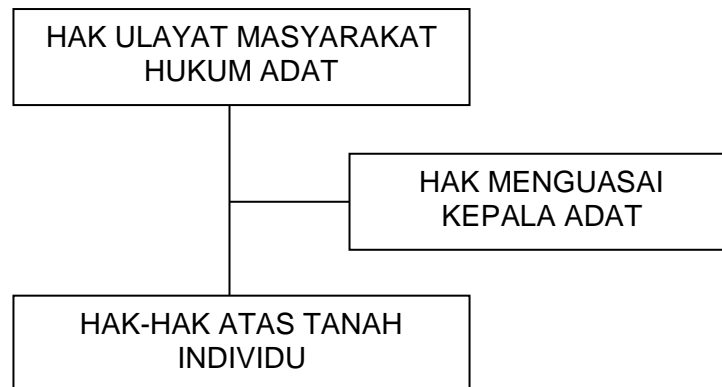 HAK ULAYAT MASYARAKAT
HUKUM ADAT
HAK MENGUASAI
KEPALA ADAT
HAK-HAK ATAS TANAH
INDIVIDU